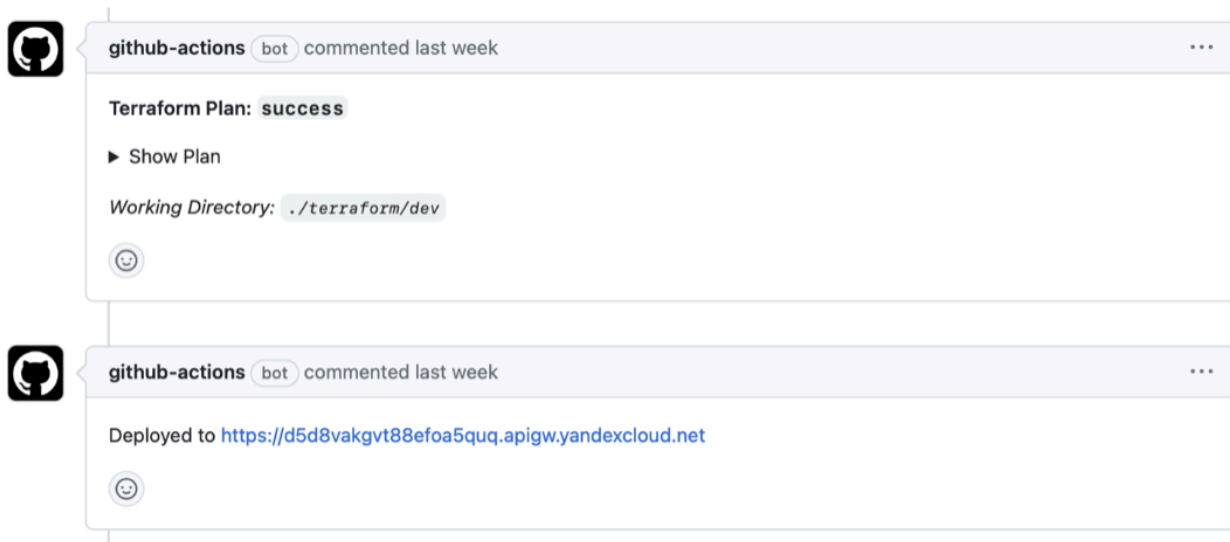 github-actions bot commented last week
Terraform Plan: success
Show Plan
Working Directory: ./terraform/dev
github-actions bot commented last week
Deployed to https://d5d8vakgvt88efoa5quq.apigw.yandexcloud.net